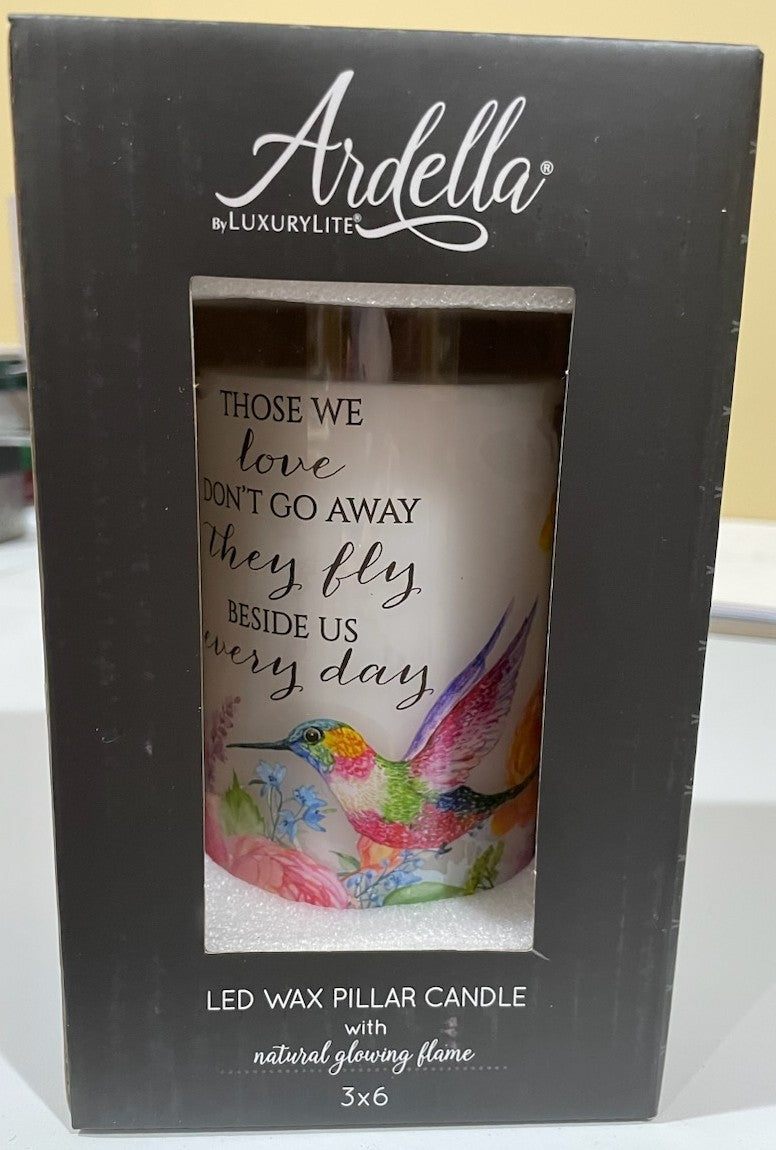 Ardella®
By LUXURYLITE®
THOSE WE
love
DON'T GO AWAY
they fly
BESIDE US
every day
LED WAX PILLAR CANDLE
with
natural glowing flame
3x6